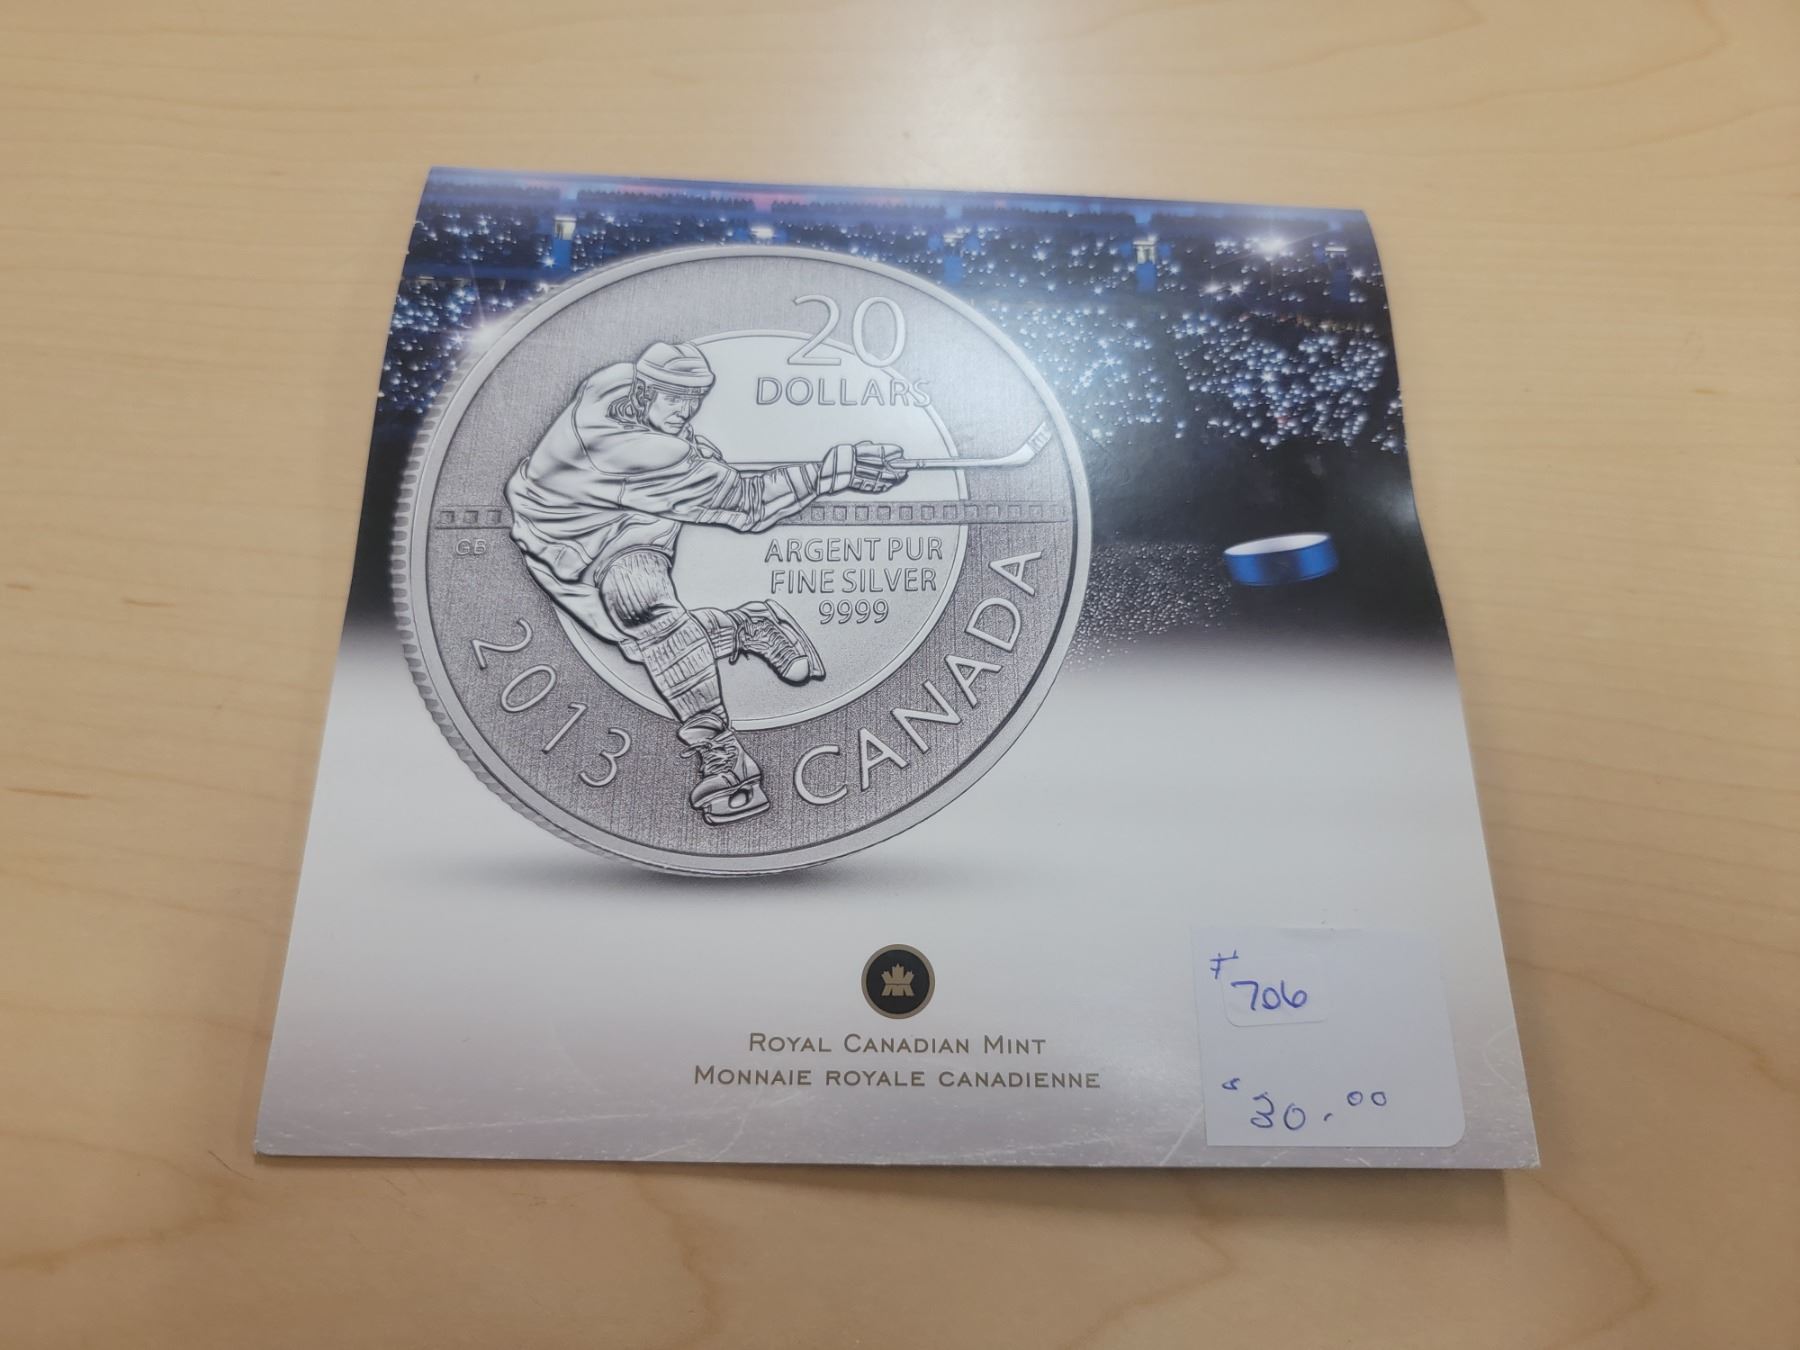 20
DOLLARS
GB
ARGENT PUR
FINE SILVER
9999
2013
CANADA
ROYAL CANADIAN MINT
MONNAIE ROYALE CANADIENNE
# 706
$ 30.00